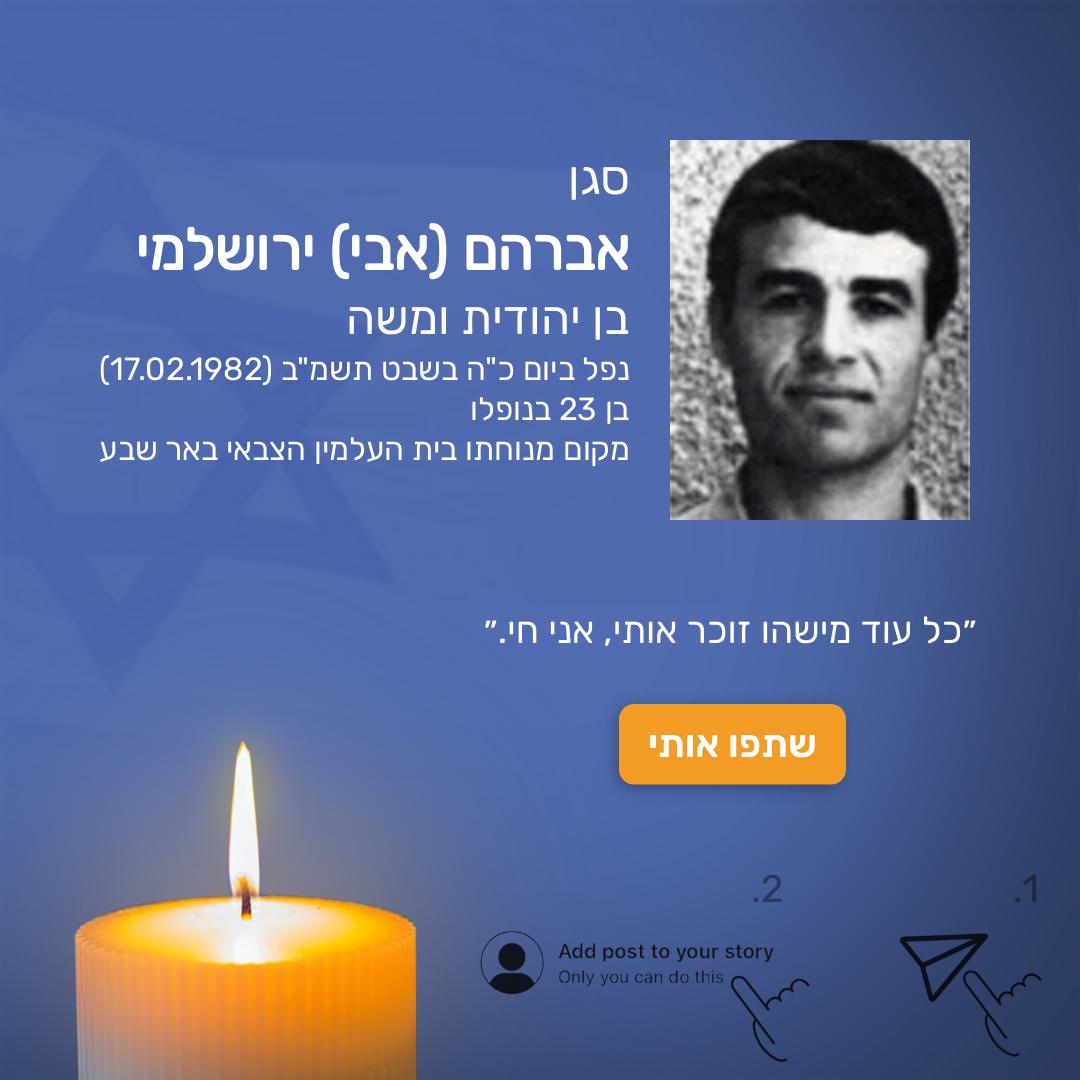 סגן
אברהם (אבי) ירושלמי
בן יהודית ומשה
נפל ביום כ"ה בשבט תשמ"ב (17.02.1982)
בן 23 בנופלו
מקום מנוחתו בית העלמין הצבאי באר שבע
״כל עוד מישהו זוכר אותי, אני חי.״
שתפו אותי
1.
2.
Add post to your story
Only you can do this